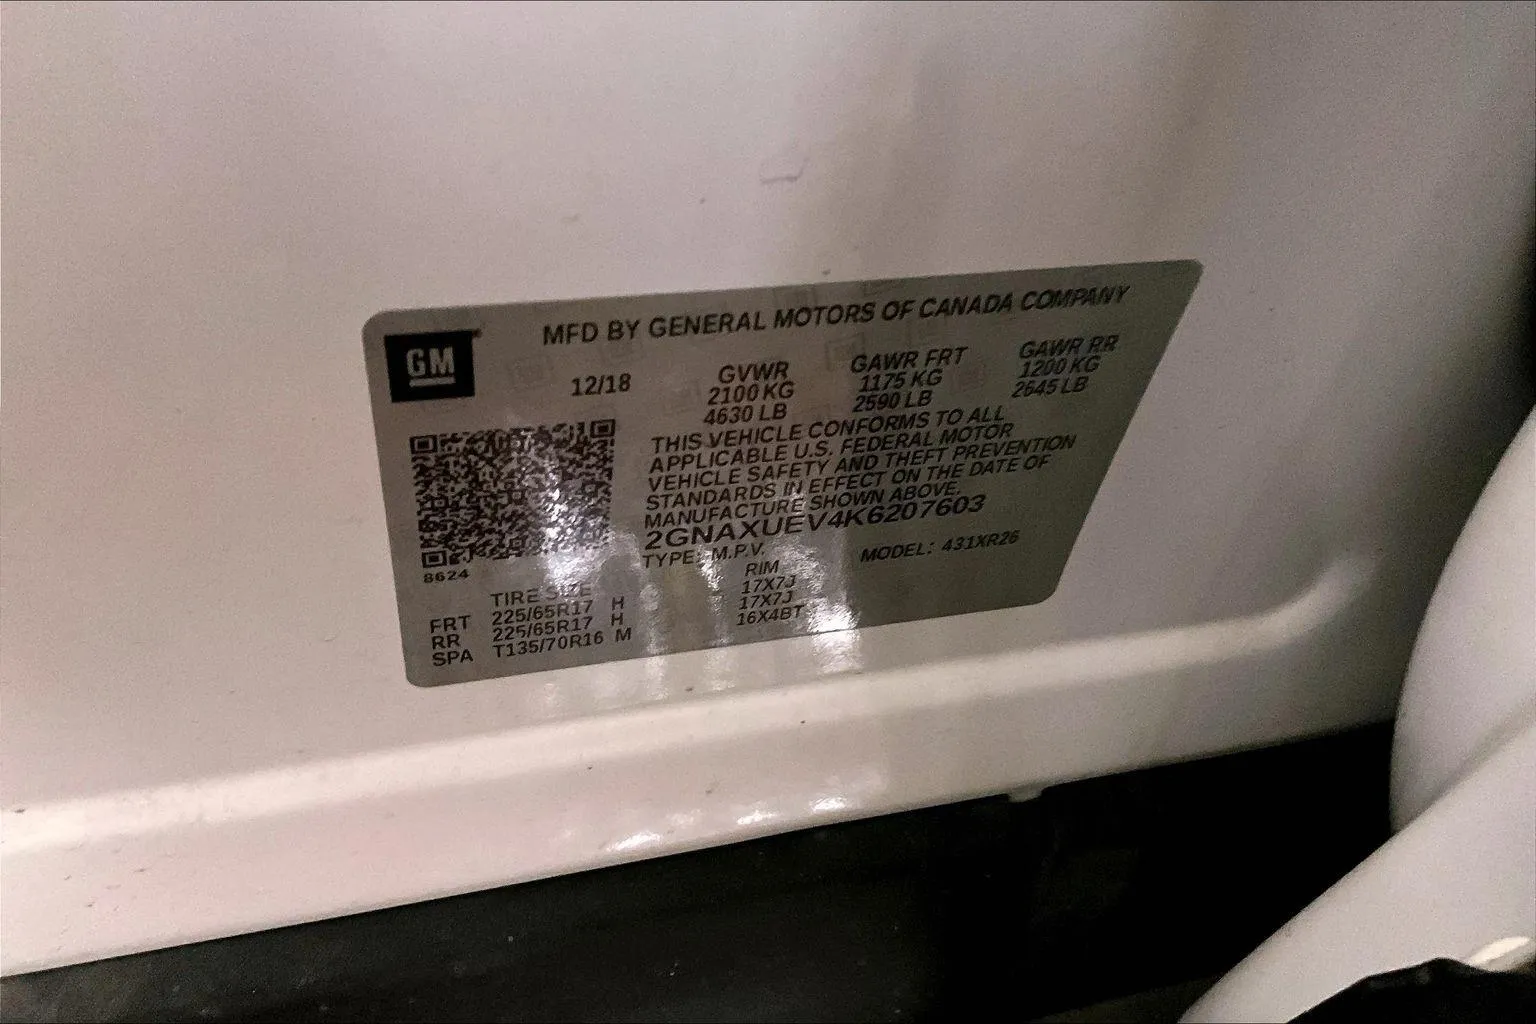 GM
MFD BY GENERAL MOTORS OF CANADA COMPANY
12/18
GVWR
2100 KG
4630 LB
GAWR FRT
1175 KG
2590 LB
GAWR RR
1200 KG
2645 LB
THIS VEHICLE CONFORMS TO ALL
APPLICABLE U.S. FEDERAL MOTOR
VEHICLE SAFETY AND THEFT PREVENTION
STANDARDS IN EFFECT ON THE DATE OF
MANUFACTURE SHOWN ABOVE.
2GNAXUEV4K6207603
TYPE: M.P.V.
MODEL: 431XR26
8624
TIRE SIZE RIM
FRT 225/65R17 H 17X7J
RR 225/65R17 H 17X7J
SPA T135/70R16 M 16X4BT